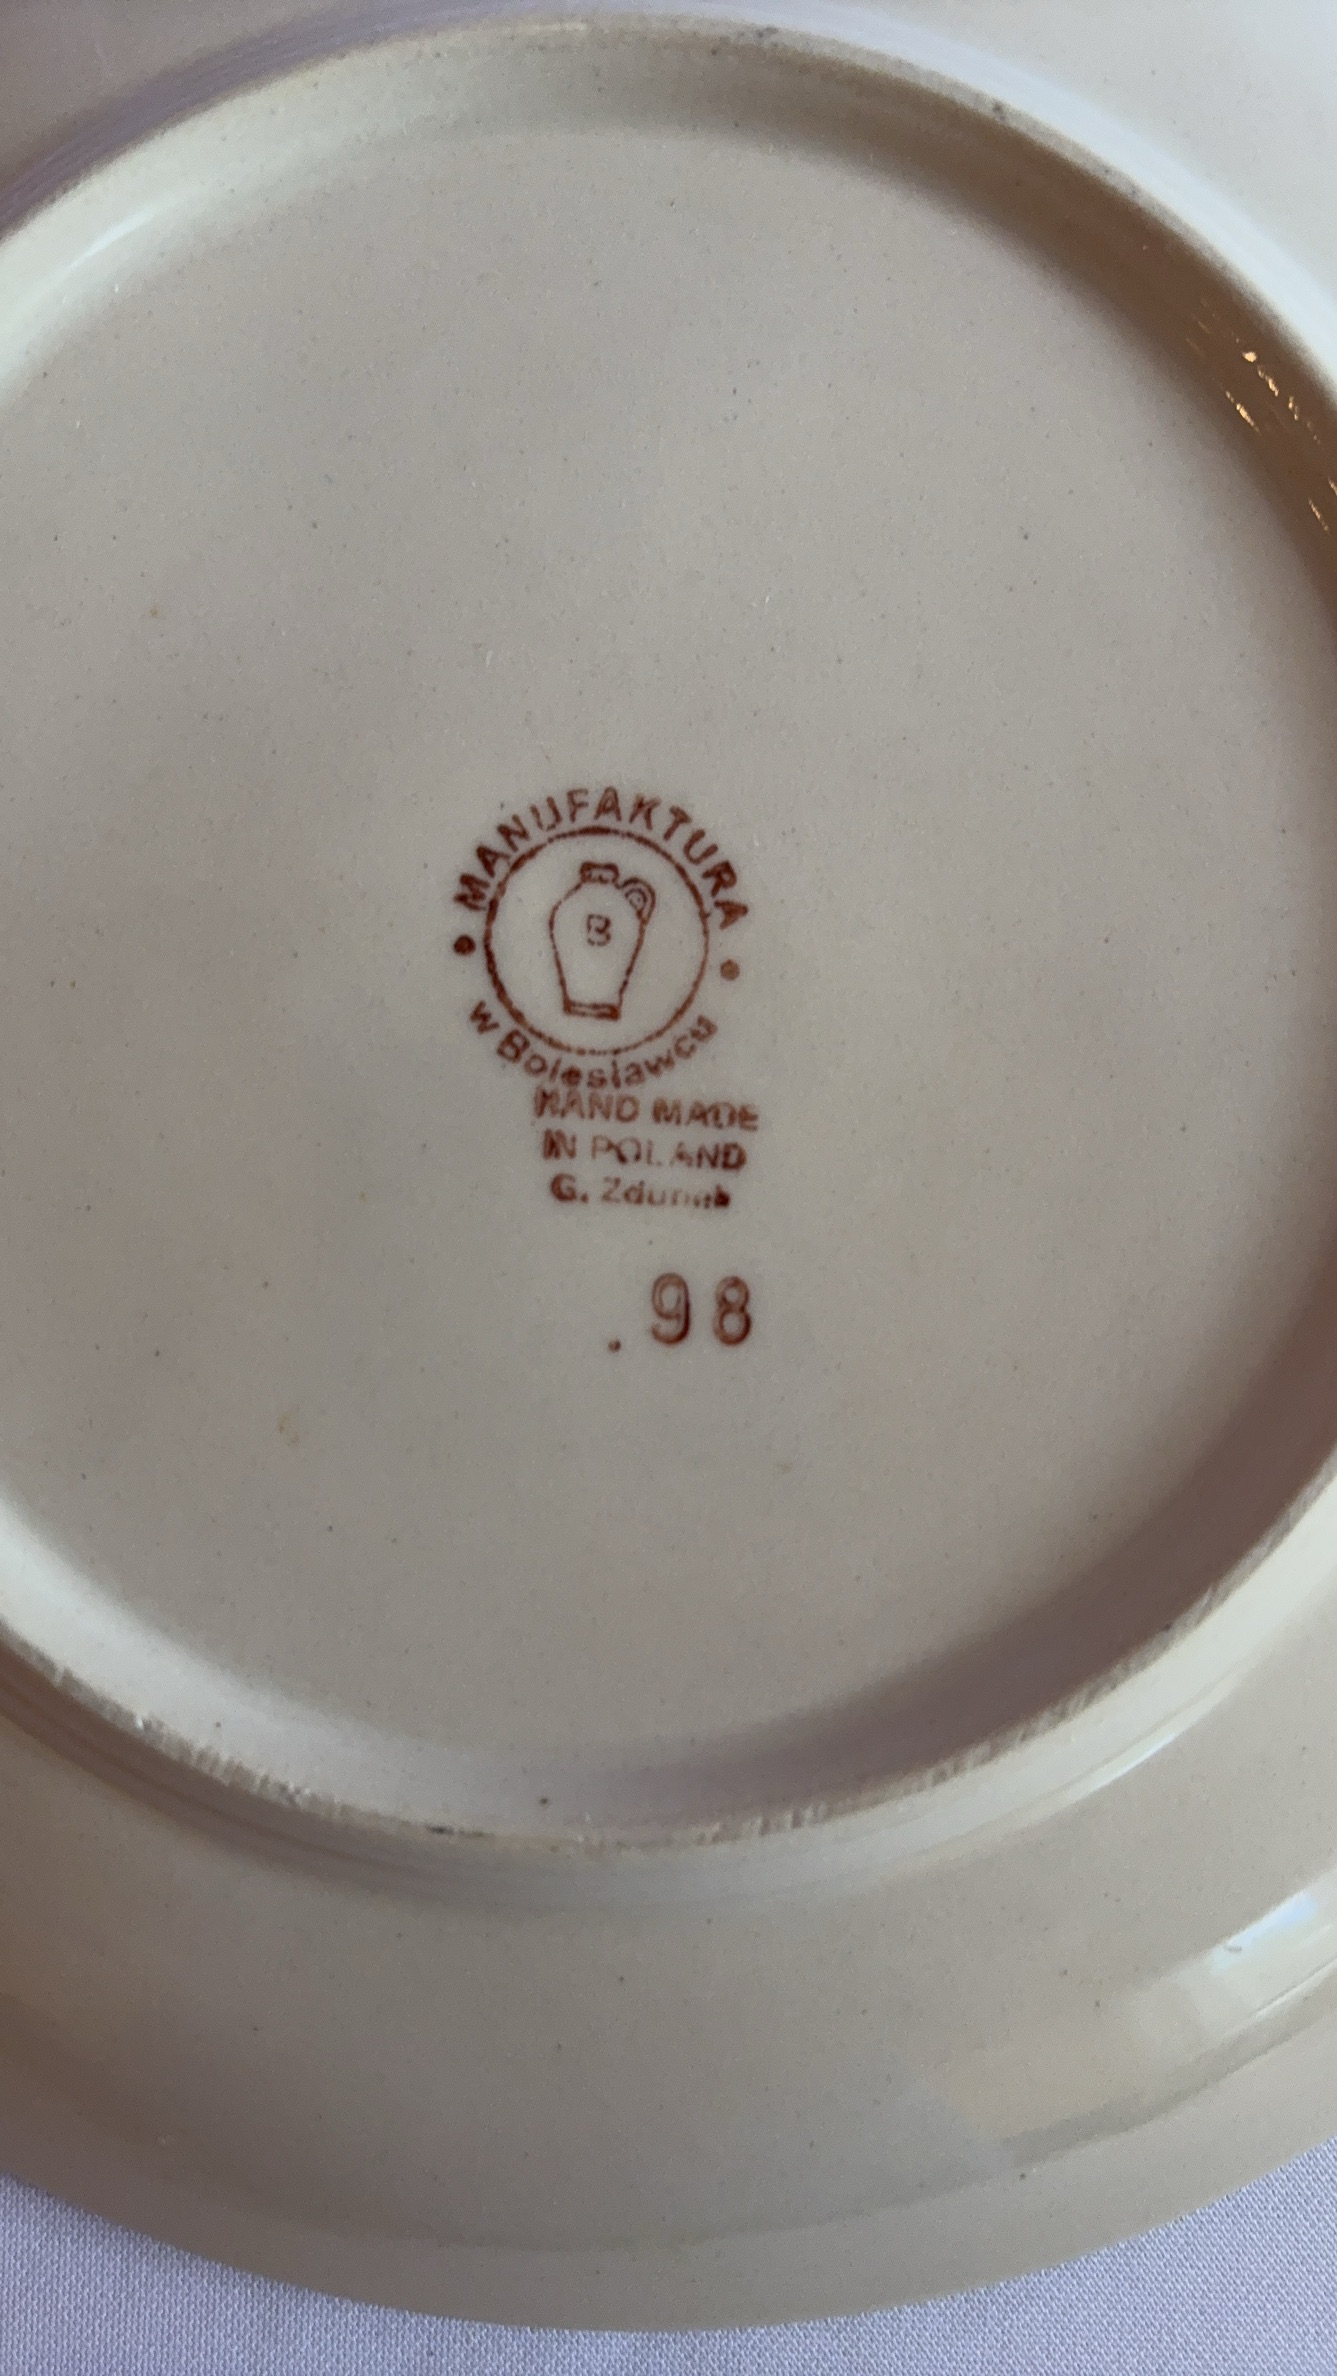 MANUFAKTURA
B
w Bolesławcu
HAND MADE
IN POLAND
G.
. 98